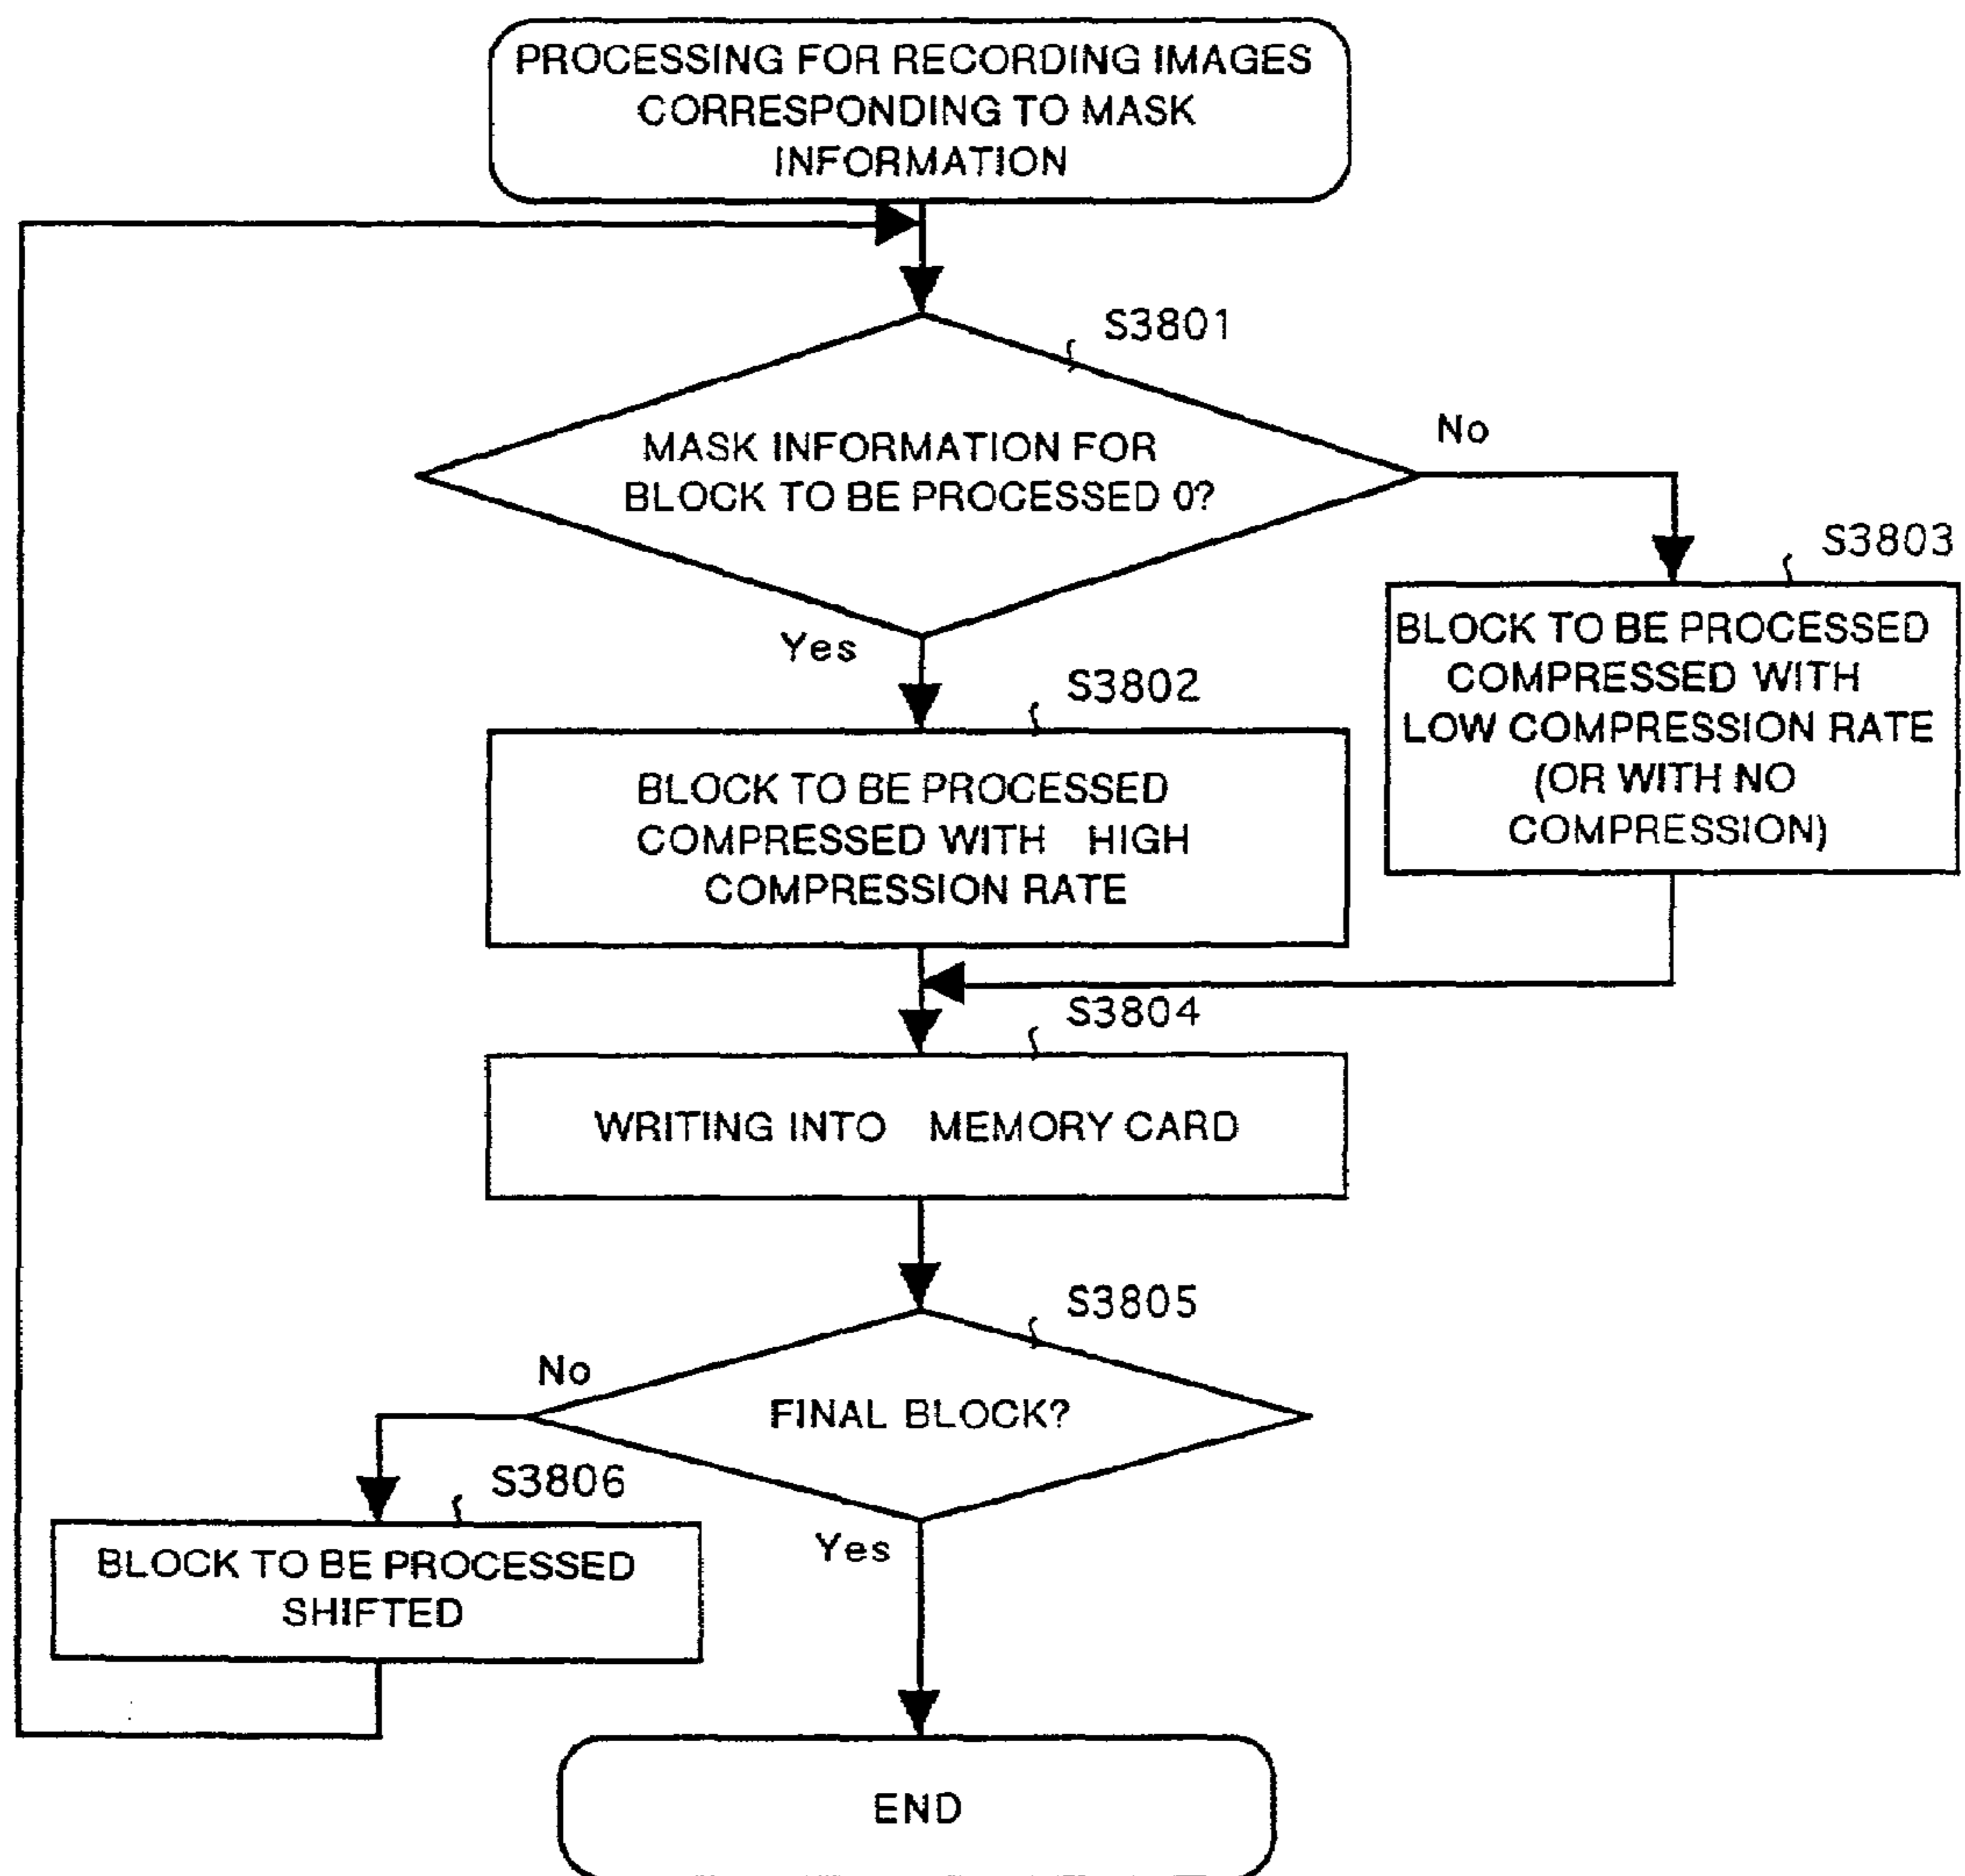 PROCESSING FOR RECORDING IMAGES
CORRESPONDING TO MASK
INFORMATION
S3801
MASK INFORMATION FOR
BLOCK TO BE PROCESSED 0?
No
S3803
BLOCK TO BE PROCESSED
COMPRESSED WITH
LOW COMPRESSION RATE
(OR WITH NO
COMPRESSION)
Yes
S3802
BLOCK TO BE PROCESSED
COMPRESSED WITH HIGH
COMPRESSION RATE
S3804
WRITING INTO MEMORY CARD
S3805
FINAL BLOCK?
No
S3806
BLOCK TO BE PROCESSED
SHIFTED
Yes
END